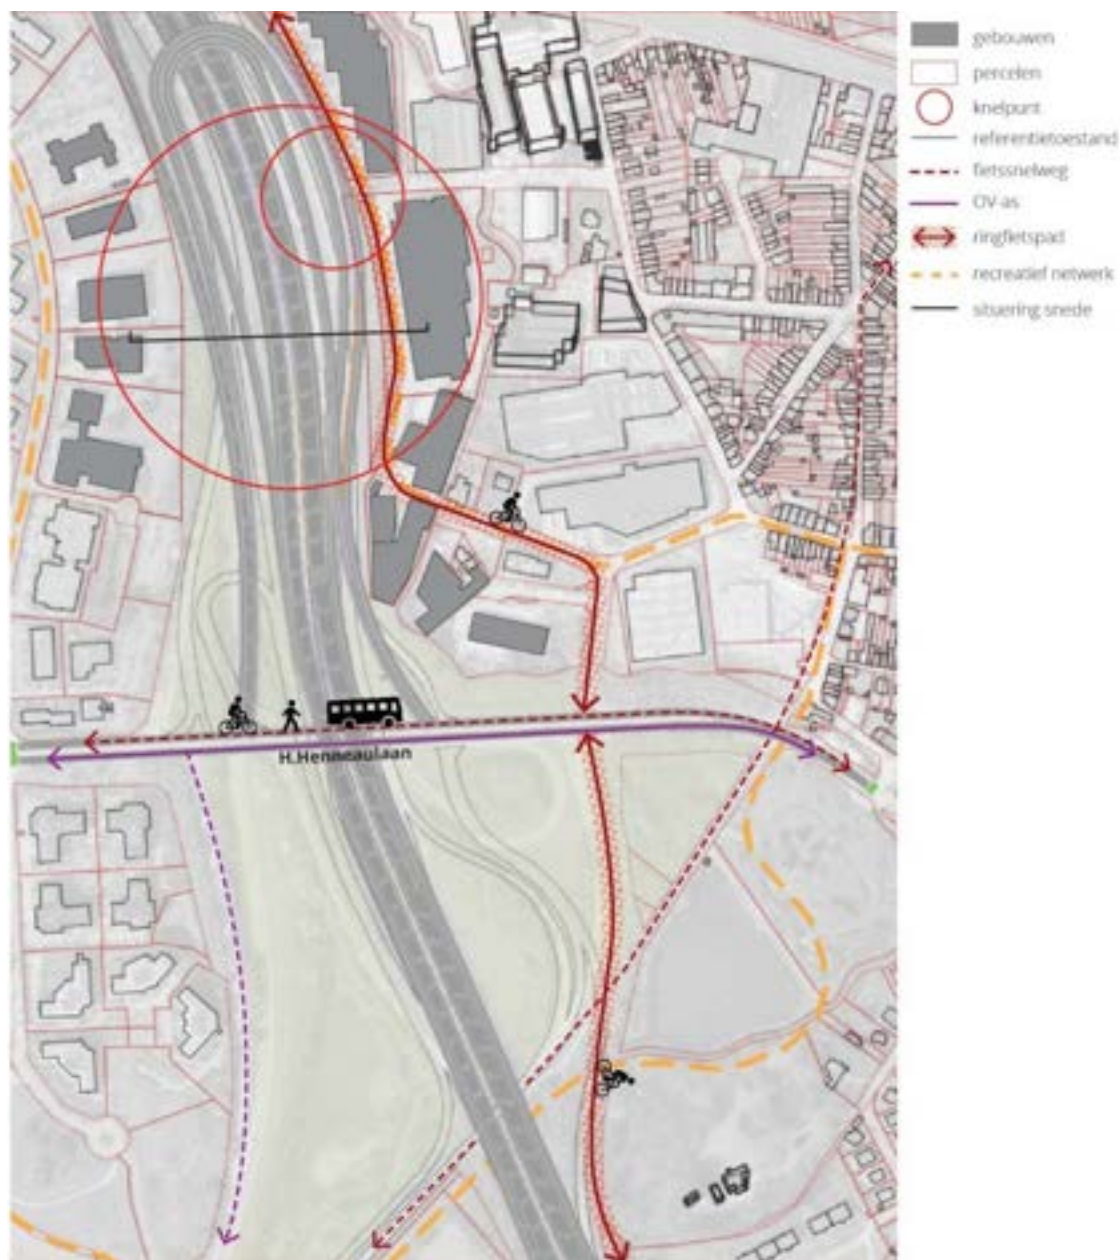 gebouwen
percelen
knelpunt
referentietoestand
fietssnelweg
OV-as
ringfietspad
recreatief netwerk
situering snede
H.Henneaulaan